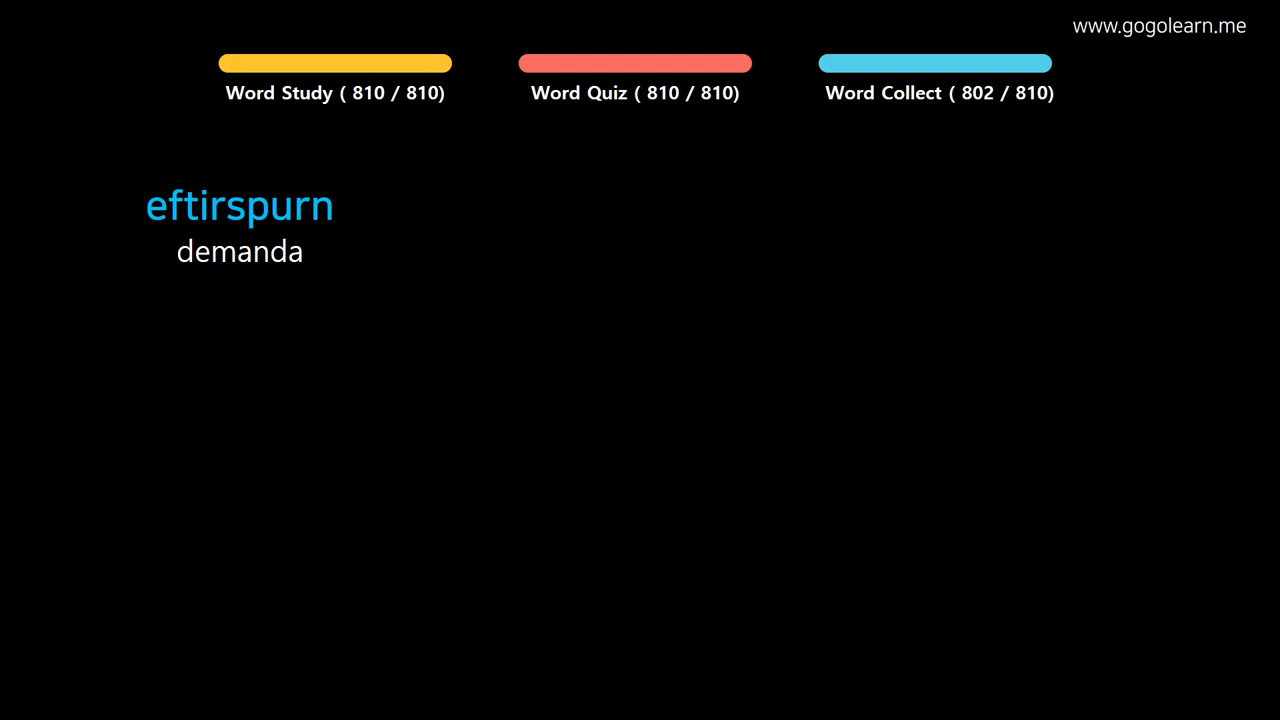 www.gogolearn.me
Word Study ( 810 / 810)
Word Quiz ( 810 / 810)
Word Collect ( 802 / 810)
eftirspurn
demanda